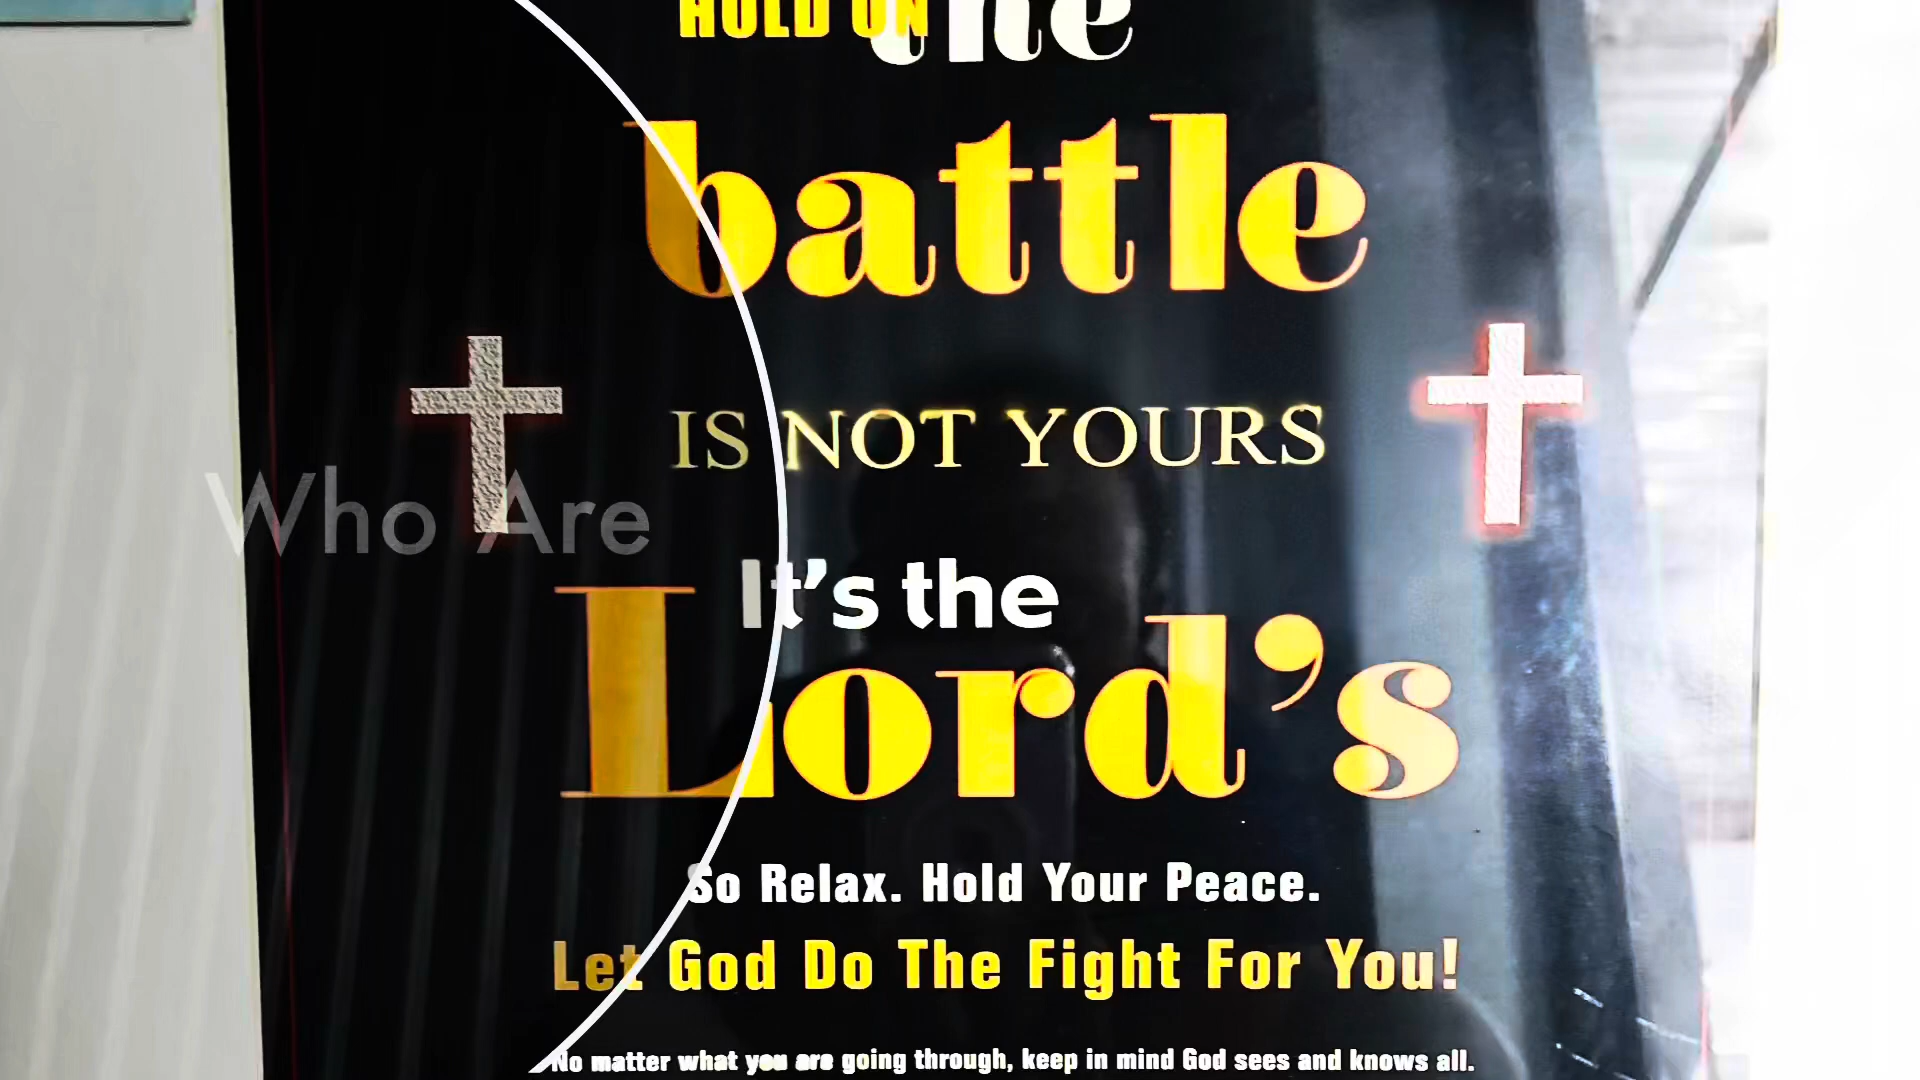 HOLD ON
the
battle
IS NOT YOURS
Who Are
It's the
Lord's
So Relax. Hold Your Peace.
Let God Do The Fight For You!
No matter what you are going through, keep in mind God sees and knows all.